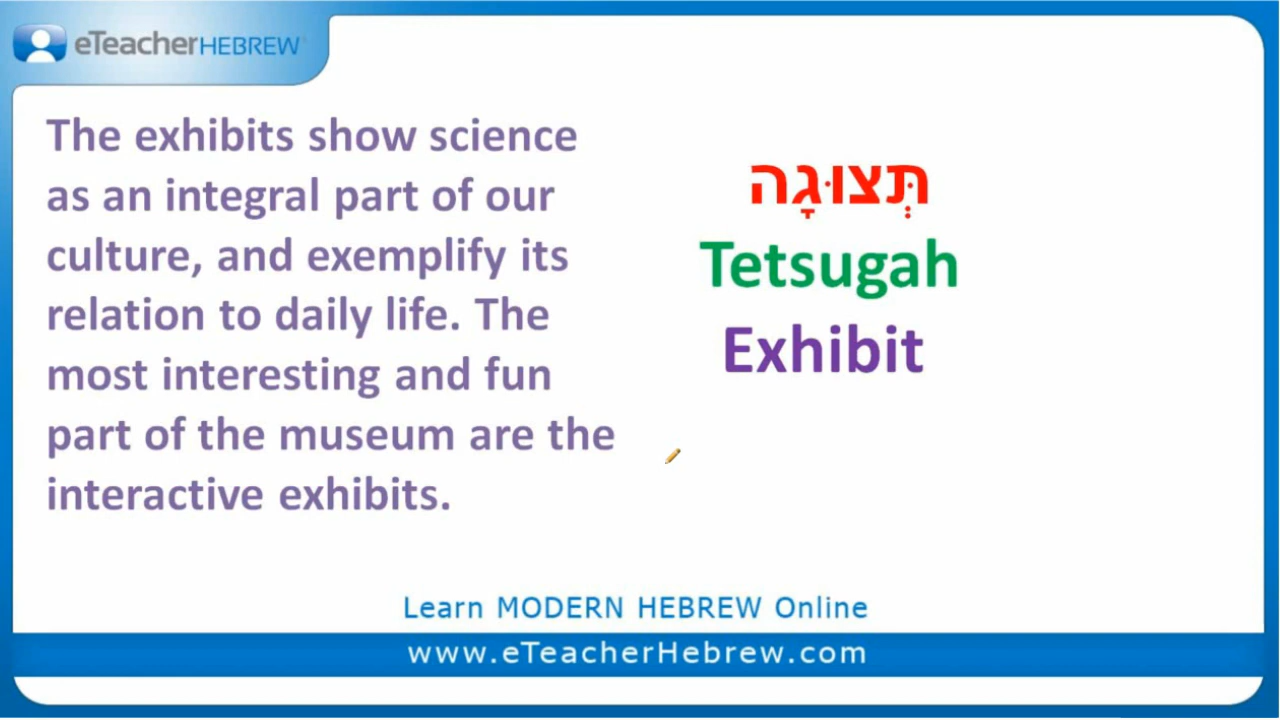 eTeacherHEBREW
The exhibits show science
as an integral part of our
culture, and exemplify its
relation to daily life. The
most interesting and fun
part of the museum are the
interactive exhibits.
תְּצוּגָה
Tetsugah
Exhibit
Learn MODERN HEBREW Online
www.eTeacherHebrew.com